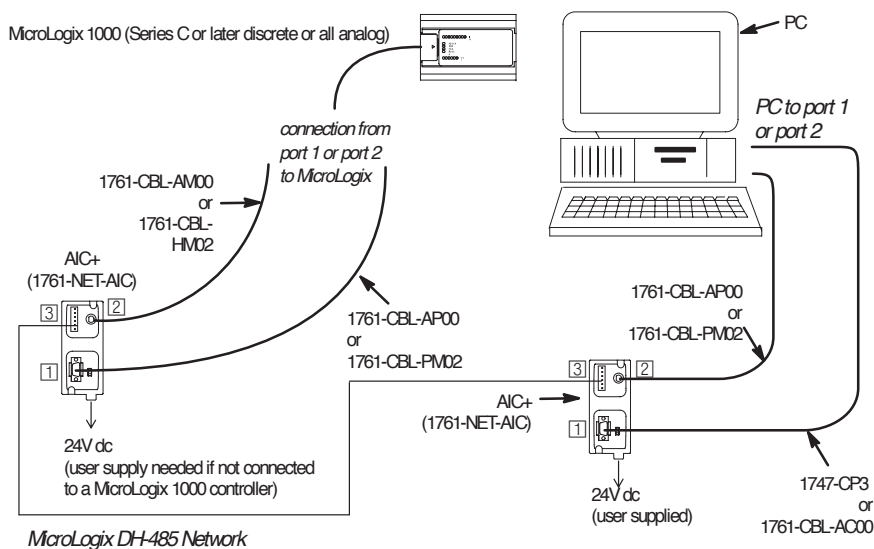 MicroLogix 1000 (Series C or later discrete or all analog)
PC
connection from
port 1 or port 2
to MicroLogix
PC to port 1
or port 2
1761-CBL-AM00
or
1761-CBL-
HM02
AIC+
(1761-NET-AIC)
3
2
1
1761-CBL-AP00
or
1761-CBL-PM02
1761-CBL-AP00
or
1761-CBL-PM02
3
2
AIC+
(1761-NET-AIC)
1
24V dc
(user supply needed if not connected
to a MicroLogix 1000 controller)
24V dc
(user supplied)
1747-CP3
or
1761-CBL-AC00
MicroLogix DH-485 Network